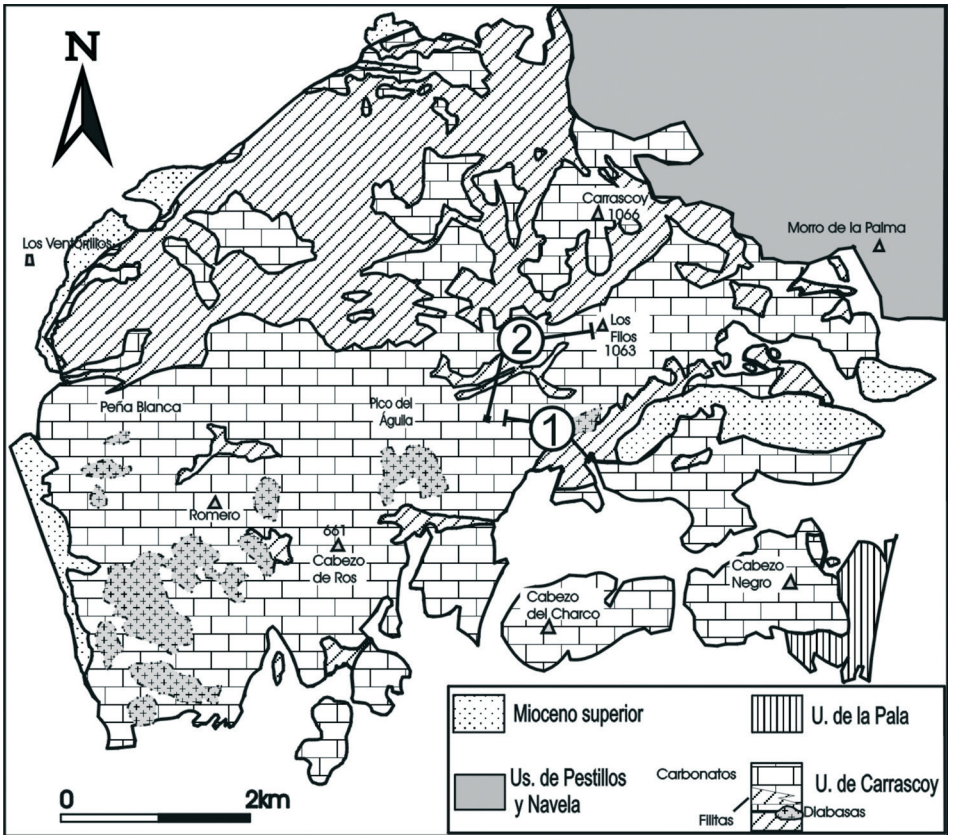 N
Carrascoy
1066
Morro de la Palma
Los Ventorrillos
2
Los
Filos
1063
Peña Blanca
Pico del
Águila
1
Romero
661
Cabezo
de Ros
Cabezo
Negro
Cabezo
del Charco
Mioceno superior
U. de la Pala
Us. de Pestillos
y Navela
Carbonatos
U. de Carrascoy
Filitas
Diabasas
0
2km